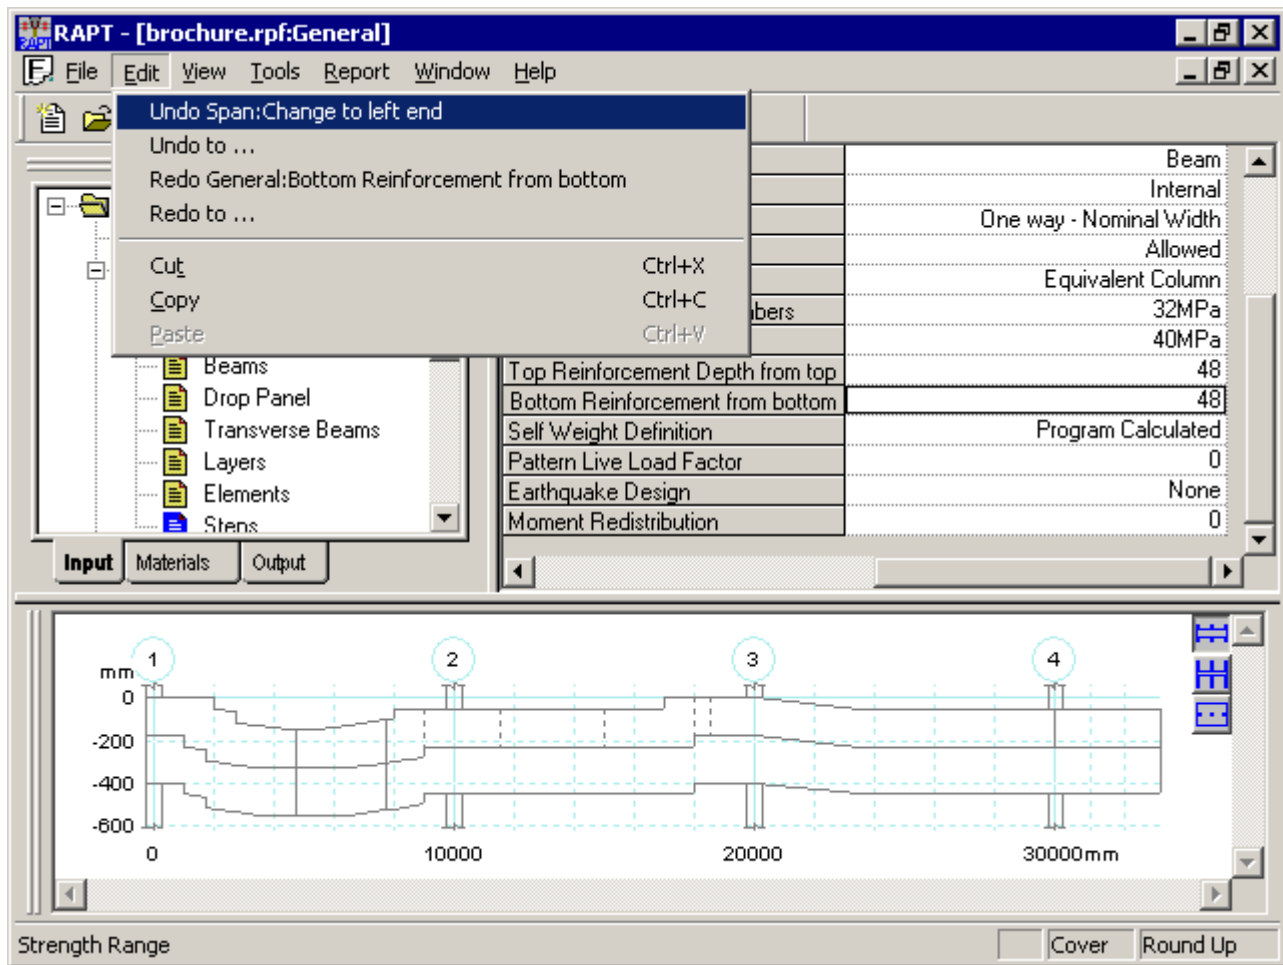 RAPT - [brochure.rpf:General]
File Edit View Tools Report Window Help
Undo Span:Change to left end
Undo to ...
Redo General:Bottom Reinforcement from bottom
Redo to ...
Cut Ctrl+X
Copy Ctrl+C
Paste Ctrl+V
Beams
Drop Panel
Transverse Beams
Layers
Elements
Steps
Input Materials Output
Beam
Internal
One way - Nominal Width
Allowed
Equivalent Column
32MPa
40MPa
Top Reinforcement Depth from top 48
Bottom Reinforcement from bottom 48
Self Weight Definition Program Calculated
Pattern Live Load Factor 0
Earthquake Design None
Moment Redistribution 0
1 2 3 4
mm
0
-200
-400
-600
0 10000 20000 30000mm
Strength Range Cover Round Up